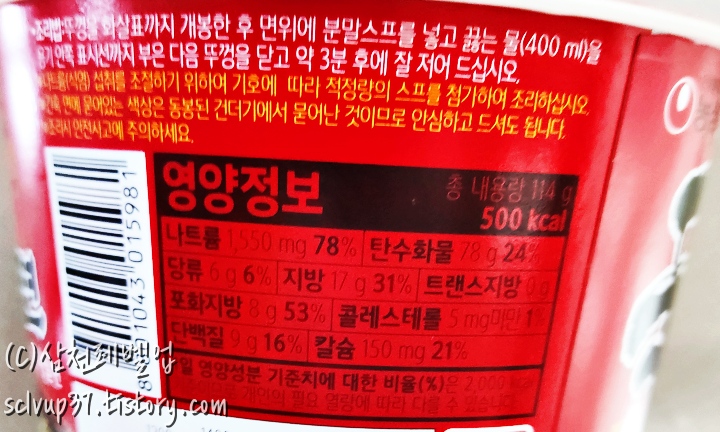 조리법:뚜껑을 화살표까지 개봉한 후 면위에 분말스프를 넣고 끓는 물(400 ml)을
용기 안쪽 표시선까지 부은 다음 뚜껑을 닫고 약 3분 후에 잘 저어 드십시오.
나트륨(식염) 섭취를 조절하기 위하여 기호에 따라 적정량의 스프를 첨가하여 조리하십시오.
면에 묻어있는 색상은 동봉된 건더기에서 묻어난 것이므로 안심하고 드셔도 됩니다.
조리시 안전사고에 주의하세요.
영양정보
총 내용량 114 g
500 kcal
나트륨 1,550 mg 78% 탄수화물 78 g 24%
당류 6 g 6% 지방 17 g 31% 트랜스지방 0 g
포화지방 8 g 53% 콜레스테롤 5 mg미만 1%
단백질 9 g 16% 칼슘 150 mg 21%
1일 영양성분 기준치에 대한 비율(%)은 2,000 kcal
개인의 필요 열량에 따라 다를 수 있습니다
8 801043 015981
(C)삼전레벨업
sclvup37.tistory.com